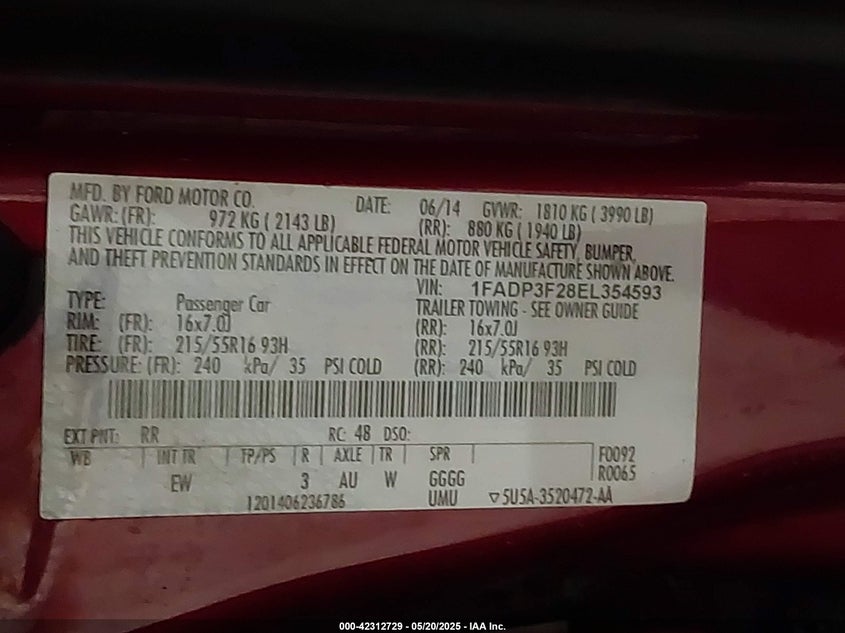 MFD. BY FORD MOTOR CO. DATE: 06/14 GVWR: 1810 KG ( 3990 LB)
GAWR: (FR): 972 KG ( 2143 LB) (RR): 880 KG ( 1940 LB)
THIS VEHICLE CONFORMS TO ALL APPLICABLE FEDERAL MOTOR VEHICLE SAFETY, BUMPER,
AND THEFT PREVENTION STANDARDS IN EFFECT ON THE DATE OF MANUFACTURE SHOWN ABOVE.
VIN: 1FADP3F28EL354593
TYPE: Passenger Car TRAILER TOWING - SEE OWNER GUIDE
RIM: (FR): 16x7.0J (RR): 16x7.0J
TIRE: (FR): 215/55R16 93H (RR): 215/55R16 93H
PRESSURE: (FR): 240 kPa/ 35 PSI COLD (RR): 240 kPa/ 35 PSI COLD
EXT PNT: RR RC: 48 DSO:
WB INT TR TP/PS R AXLE TR SPR F0092
EW 3 AU W GGGG R0065
1201406236786 UMU ▽5U5A-3520472-AA
000-42312729 - 05/20/2025 - IAA Inc.